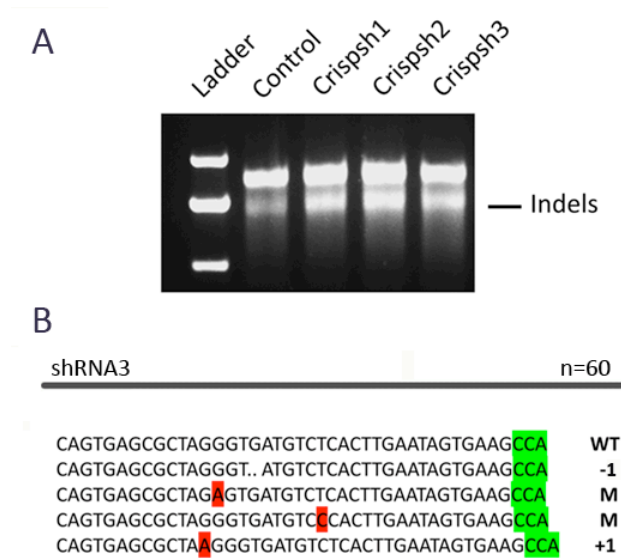 A
Ladder Control Crispsh1 Crispsh2 Crispsh3
Indels
B
shRNA3 n=60
CAGTGAGCGCTAGGGTGATGTCTCACTTGAATAGTGAAGCCA WT
CAGTGAGCGCTAGGGT.. ATGTCTCACTTGAATAGTGAAGCCA -1
CAGTGAGCGCTAGAGTGATGTCTCACTTGAATAGTGAAGCCA M
CAGTGAGCGCTAGGGTGATGTCCCACTTGAATAGTGAAGCCA M
CAGTGAGCGCTAAGGGTGATGTCTCACTTGAATAGTGAAGCCA +1